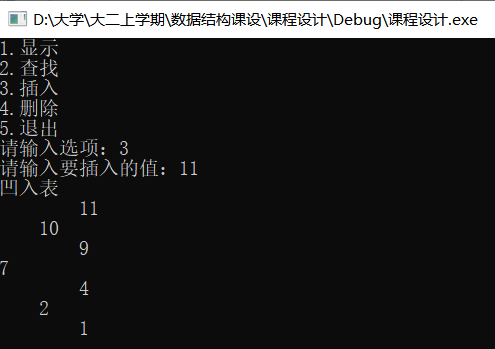 D:\大学\大二上学期\数据结构课设\课程设计\Debug\课程设计.exe
1.显示
2.查找
3.插入
4.删除
5.退出
请输入选项：3
请输入要插入的值：11
凹入表
        11
    10
        9
7
        4
    2
        1